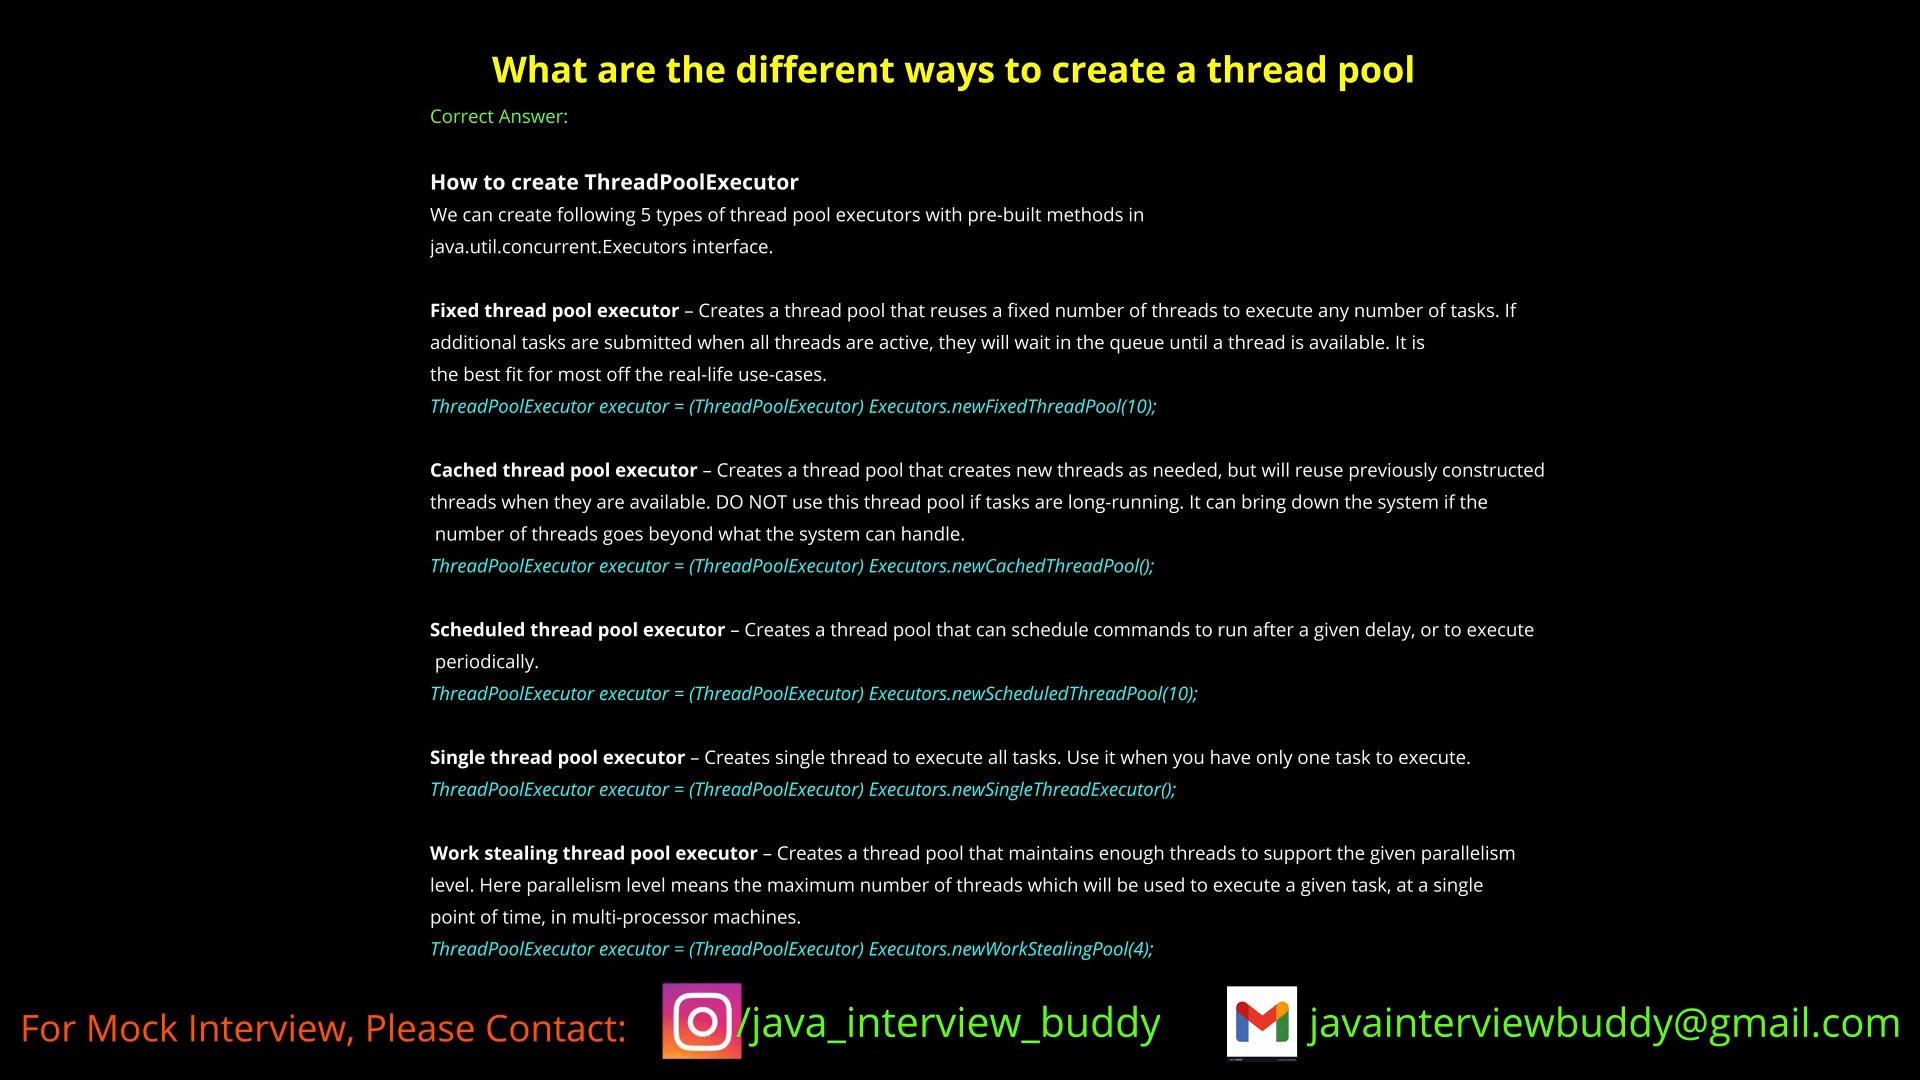 What are the different ways to create a thread pool
Correct Answer:
How to create ThreadPoolExecutor
We can create following 5 types of thread pool executors with pre-built methods in
java.util.concurrent.Executors interface.
Fixed thread pool executor – Creates a thread pool that reuses a fixed number of threads to execute any number of tasks. If
additional tasks are submitted when all threads are active, they will wait in the queue until a thread is available. It is
the best fit for most off the real-life use-cases.
ThreadPoolExecutor executor = (ThreadPoolExecutor) Executors.newFixedThreadPool(10);
Cached thread pool executor – Creates a thread pool that creates new threads as needed, but will reuse previously constructed
threads when they are available. DO NOT use this thread pool if tasks are long-running. It can bring down the system if the
number of threads goes beyond what the system can handle.
ThreadPoolExecutor executor = (ThreadPoolExecutor) Executors.newCachedThreadPool();
Scheduled thread pool executor – Creates a thread pool that can schedule commands to run after a given delay, or to execute
periodically.
ThreadPoolExecutor executor = (ThreadPoolExecutor) Executors.newScheduledThreadPool(10);
Single thread pool executor – Creates single thread to execute all tasks. Use it when you have only one task to execute.
ThreadPoolExecutor executor = (ThreadPoolExecutor) Executors.newSingleThreadExecutor();
Work stealing thread pool executor – Creates a thread pool that maintains enough threads to support the given parallelism
level. Here parallelism level means the maximum number of threads which will be used to execute a given task, at a single
point of time, in multi-processor machines.
ThreadPoolExecutor executor = (ThreadPoolExecutor) Executors.newWorkStealingPool(4);
For Mock Interview, Please Contact: /java_interview_buddy javainterviewbuddy@gmail.com